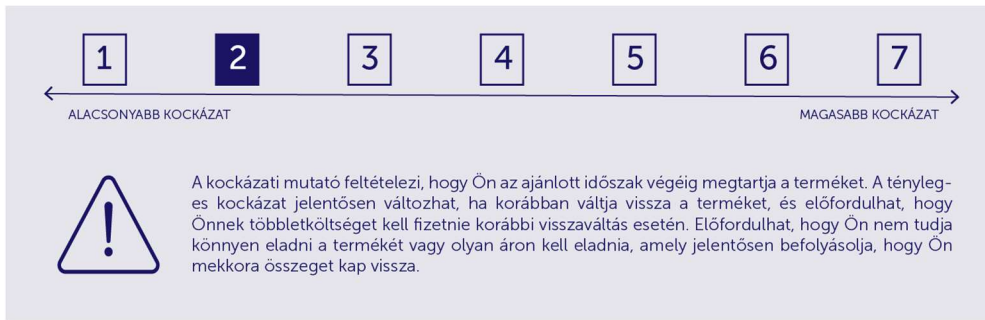 1 2 3 4 5 6 7
ALACSONYABB KOCKÁZAT MAGASABB KOCKÁZAT
!
A kockázati mutató feltételezi, hogy Ön az ajánlott időszak végéig megtartja a terméket. A tényleg-
es kockázat jelentősen változhat, ha korábban váltja vissza a terméket, és előfordulhat, hogy
Önnek többletköltséget kell fizetnie korábbi visszaváltás esetén. Előfordulhat, hogy Ön nem tudja
könnyen eladni a termékét vagy olyan áron kell eladnia, amely jelentősen befolyásolja, hogy Ön
mekkora összeget kap vissza.